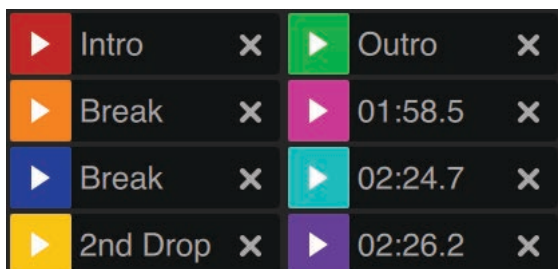 Intro
Outro
Break
01:58.5
Break
02:24.7
2nd Drop
02:26.2